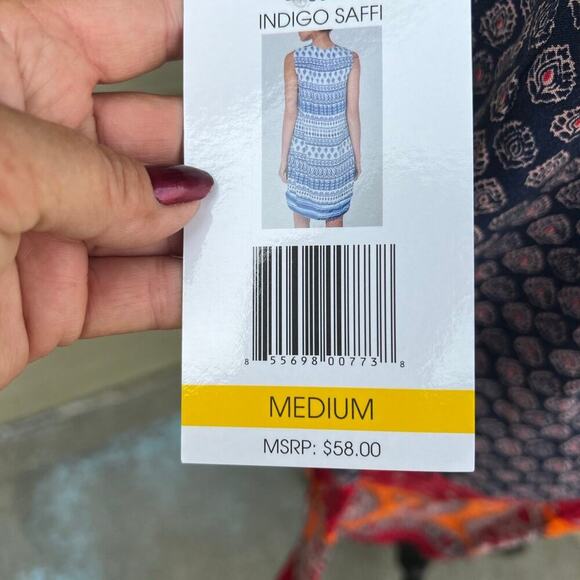 INDIGO SAFFI
8 55698 00773 8
MEDIUM
MSRP: $58.00